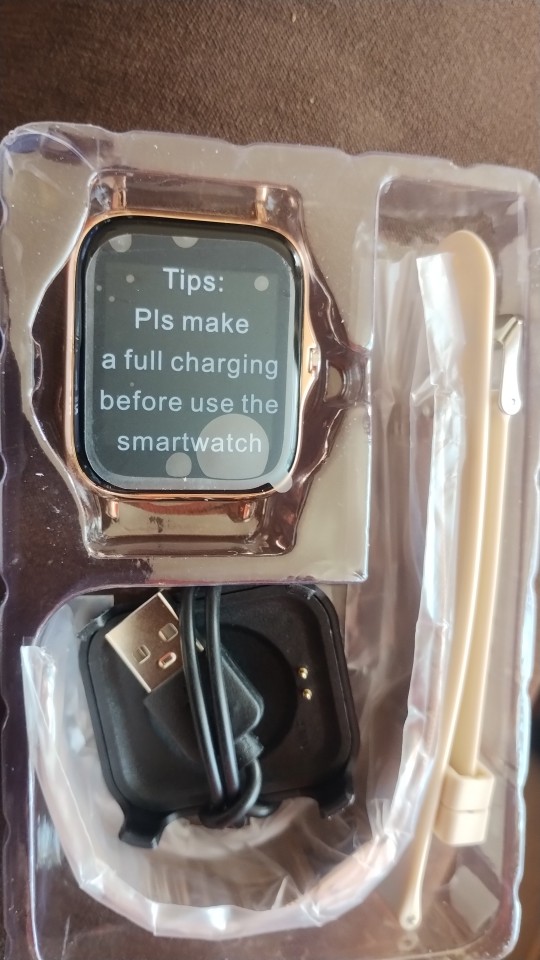 Tips:
Pls make
a full charging
before use the
smartwatch